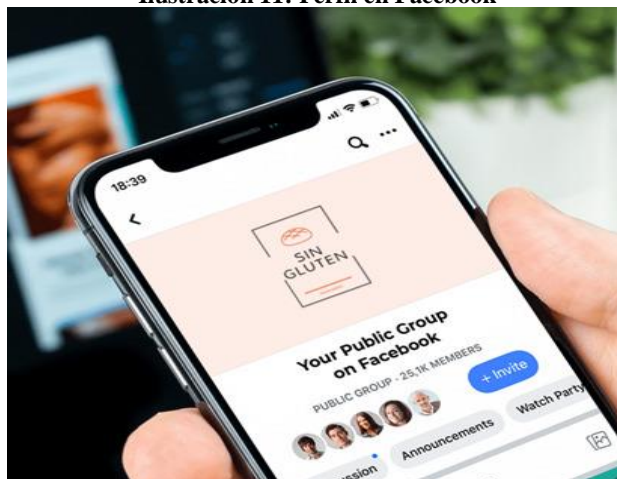 Ilustración 11. Perfil en Facebook
18:39
SIN
GLUTEN
Your Public Group
on Facebook
PUBLIC GROUP · 25,1K MEMBERS
+ Invite
ssion
Announcements
Watch Party